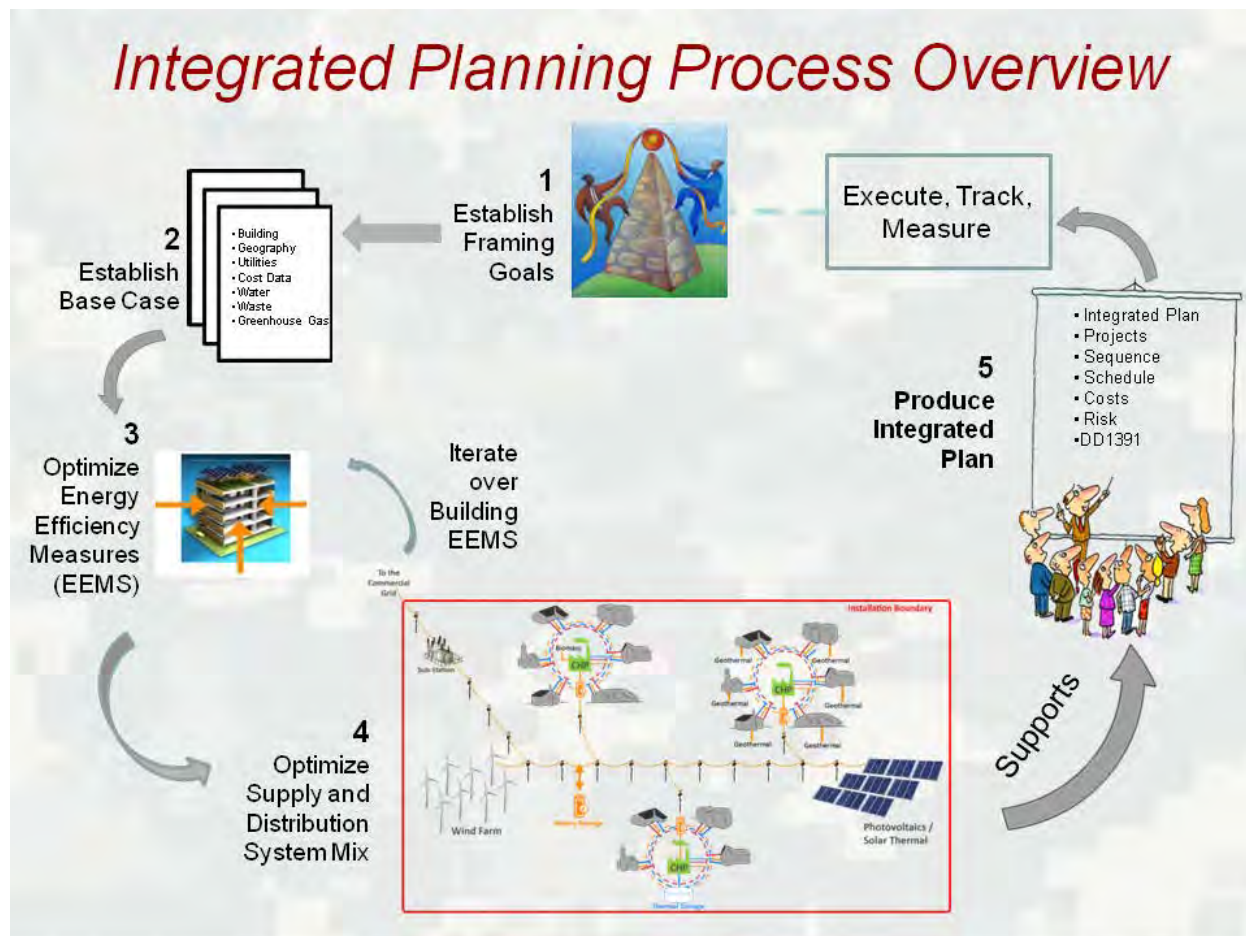 Integrated Planning Process Overview
1
Establish
Framing
Goals
Execute, Track,
Measure
2
Establish
Base Case
▪ Building
▪ Geography
▪ Utilities
▪ Cost Data
▪ Water
▪ Waste
▪ Greenhouse Gas
▪ Integrated Plan
▪ Projects
▪ Sequence
▪ Schedule
▪ Costs
▪ Risk
▪DD1391
5
Produce
Integrated
Plan
3
Optimize
Energy
Efficiency
Measures
(EEMS)
Iterate
over
Building
EEMS
To the
Commercial
Grid
Installation Boundary
Sub-Station
Biomass
CHP
Geothermal
Geothermal
CHP
Geothermal
Geothermal
Geothermal
Geothermal
Supports
4
Optimize
Supply and
Distribution
System Mix
Wind Farm
Photovoltaics /
Solar Thermal
CHP
Thermal Storage